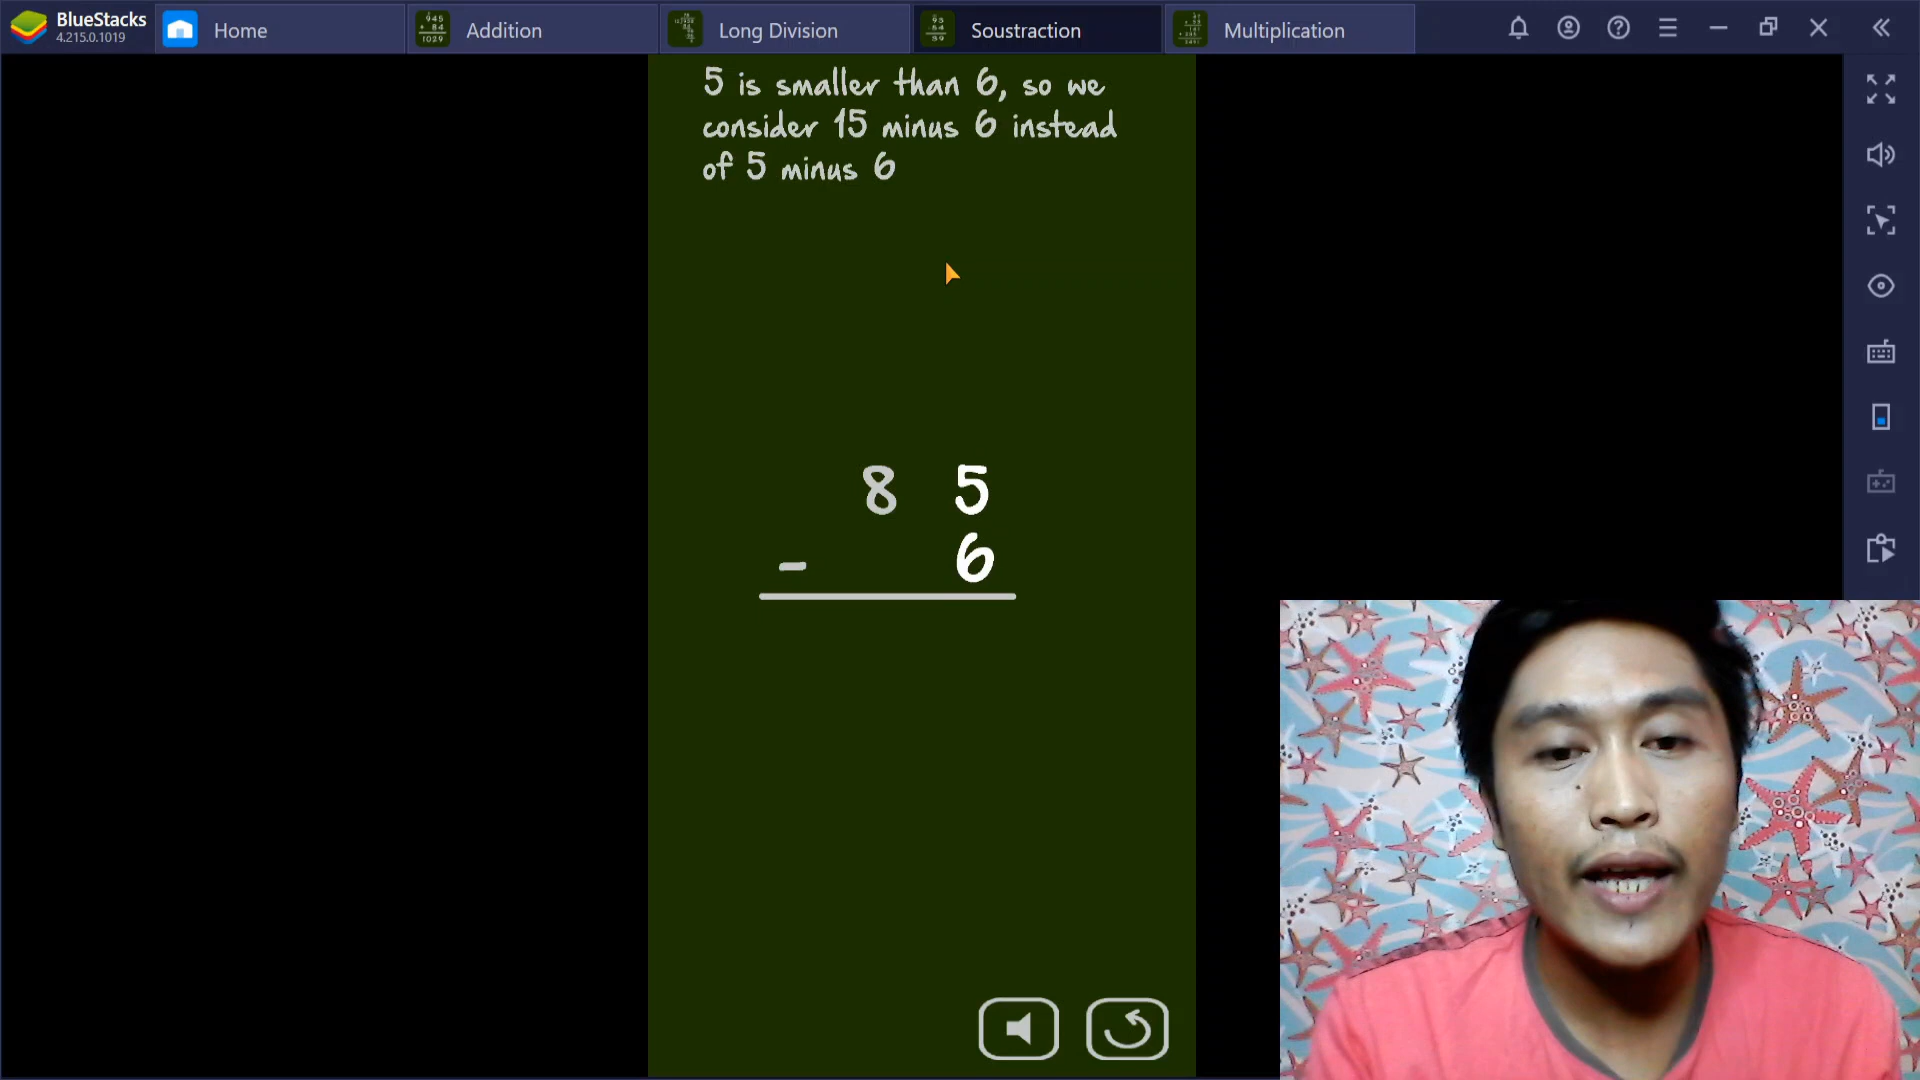 BlueStacks
4.215.0.1019
Home
Addition
Long Division
Soustraction
Multiplication
5 is smaller than 6, so we
consider 15 minus 6 instead
of 5 minus 6
8 5
- 6